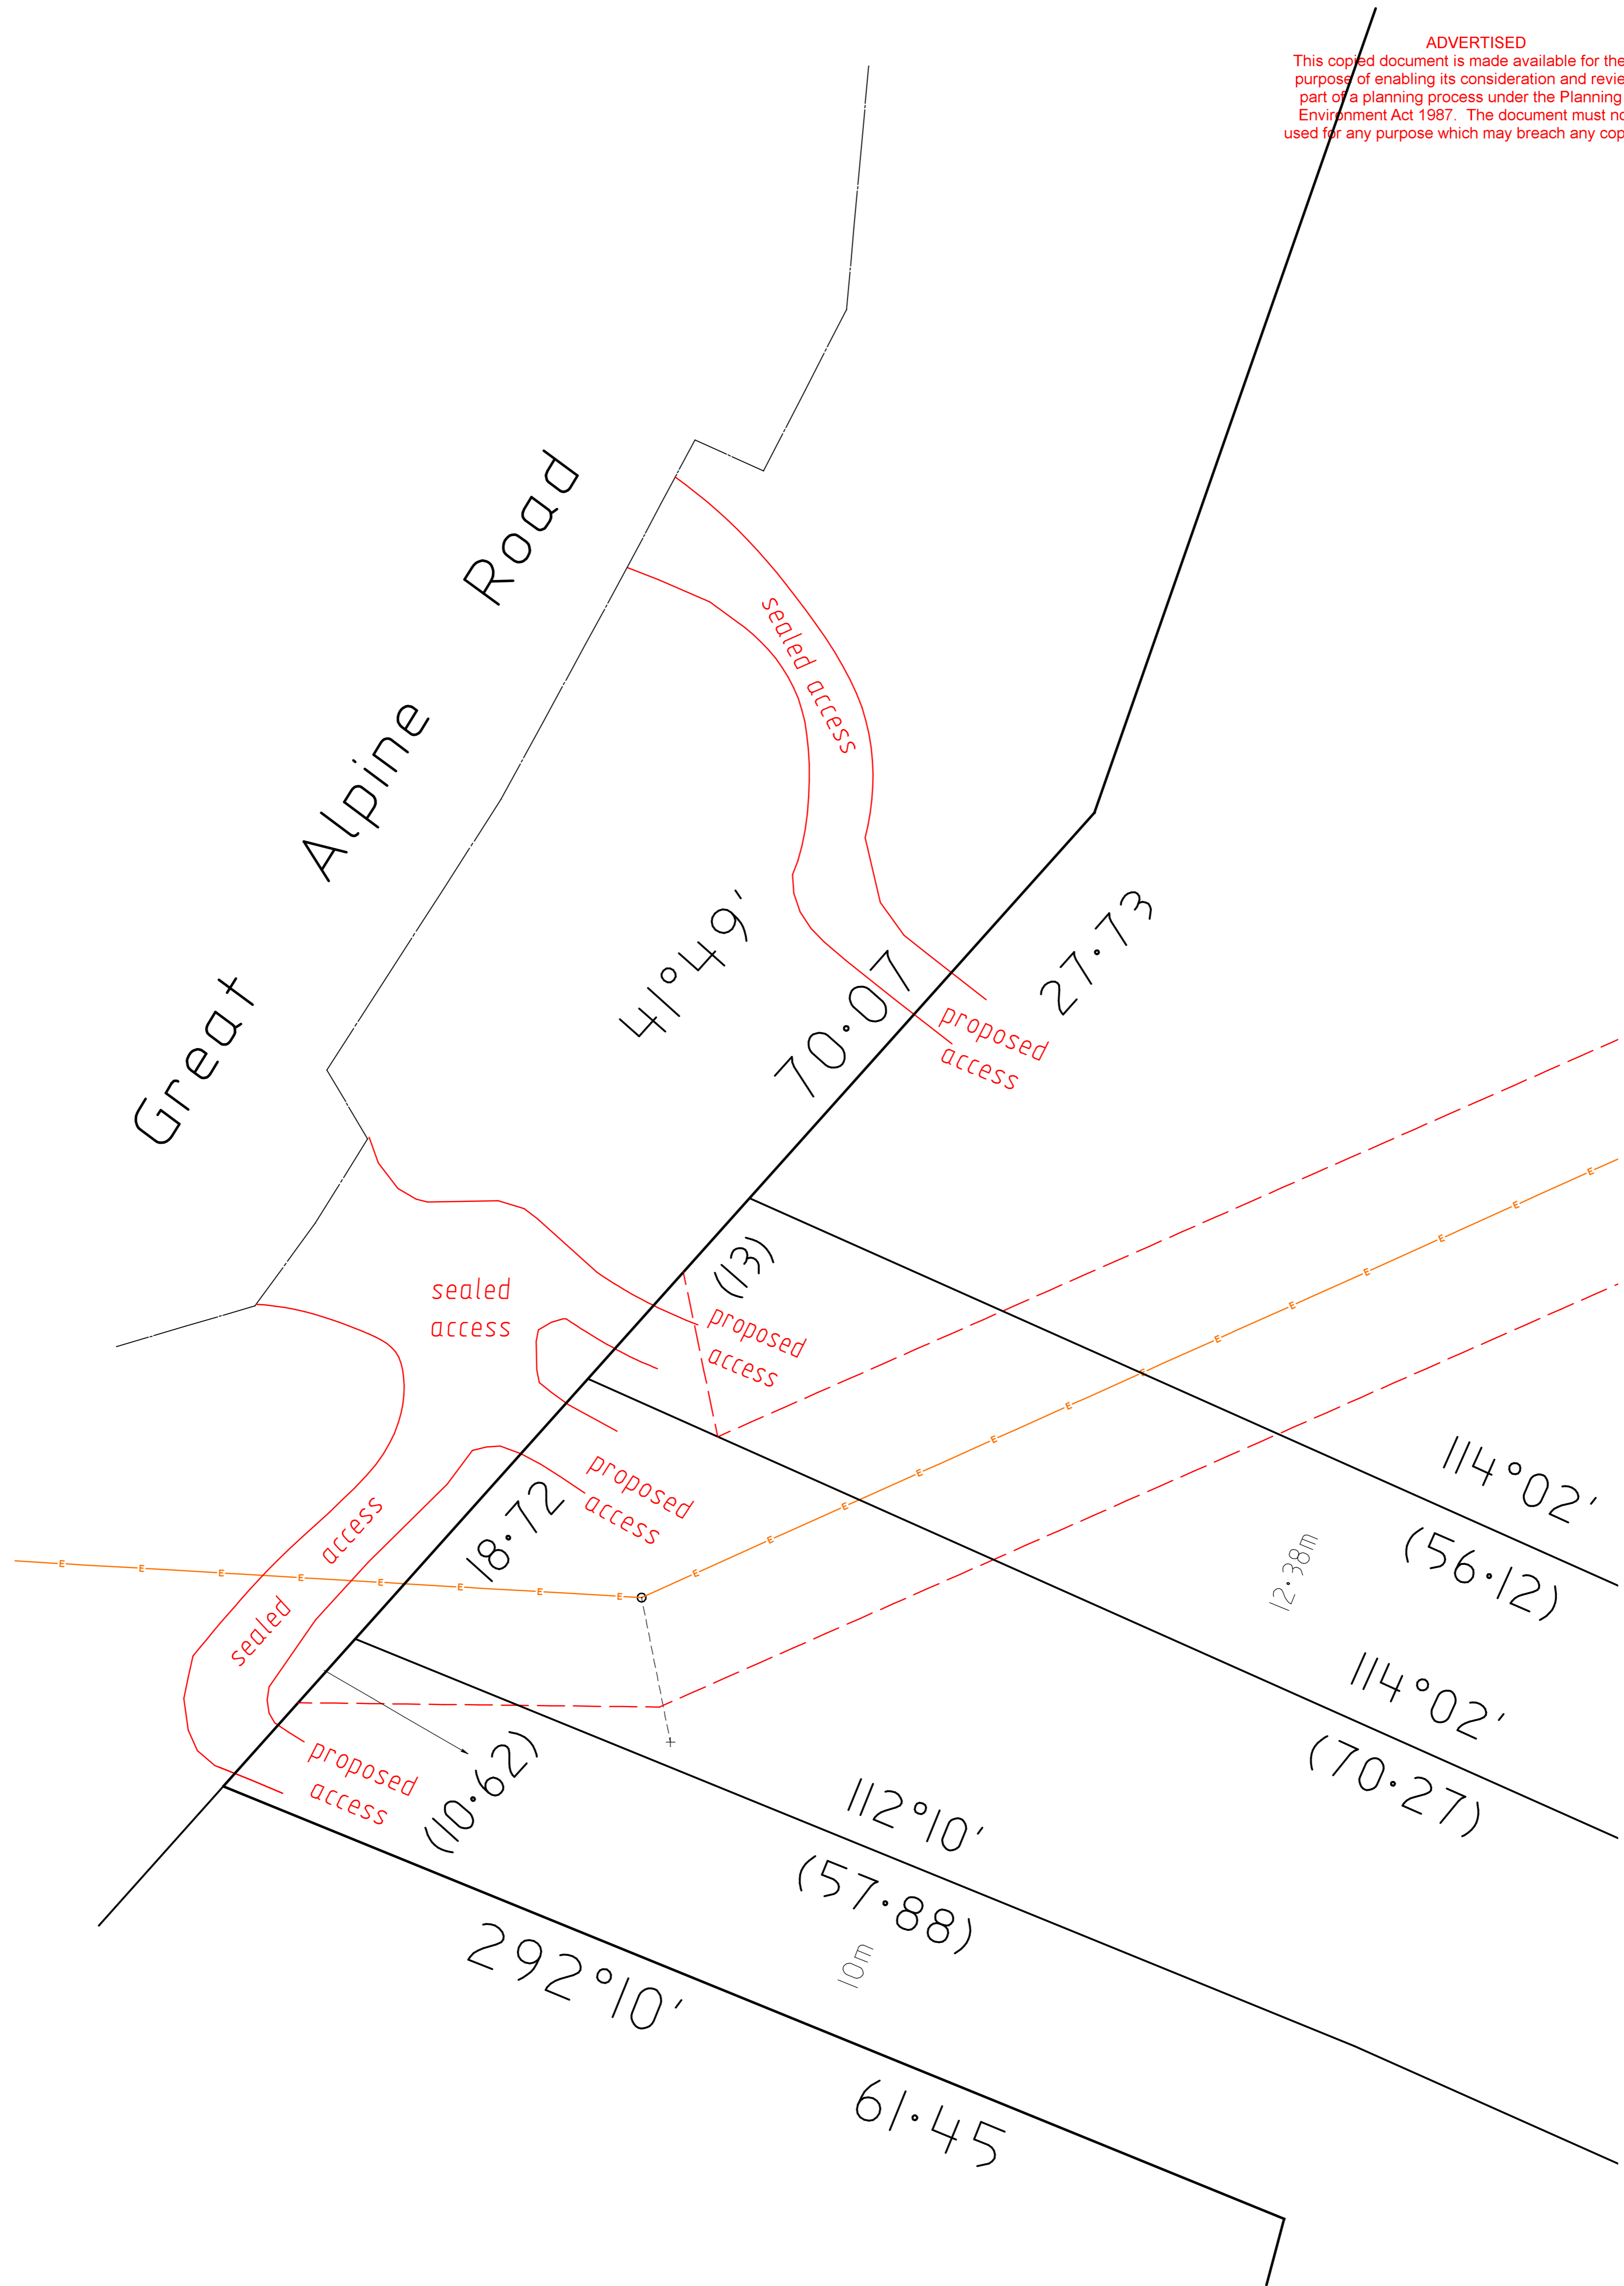 ADVERTISED
This copied document is made available for the
purpose of enabling its consideration and revie
part of a planning process under the Planning
Environment Act 1987. The document must no
used for any purpose which may breach any cop
Great Alpine Road
sealed access
41°49'
70·07
27·73
proposed
access
(13)
sealed
access
proposed
access
proposed
access
18·72
sealed access
E E E E E E E E
E E E E E E E E E E E E E
114°02'
(56·12)
12·38m
114°02'
(70·27)
proposed
access
(10·62)
112°10'
(57·88)
10m
292°10'
61·45